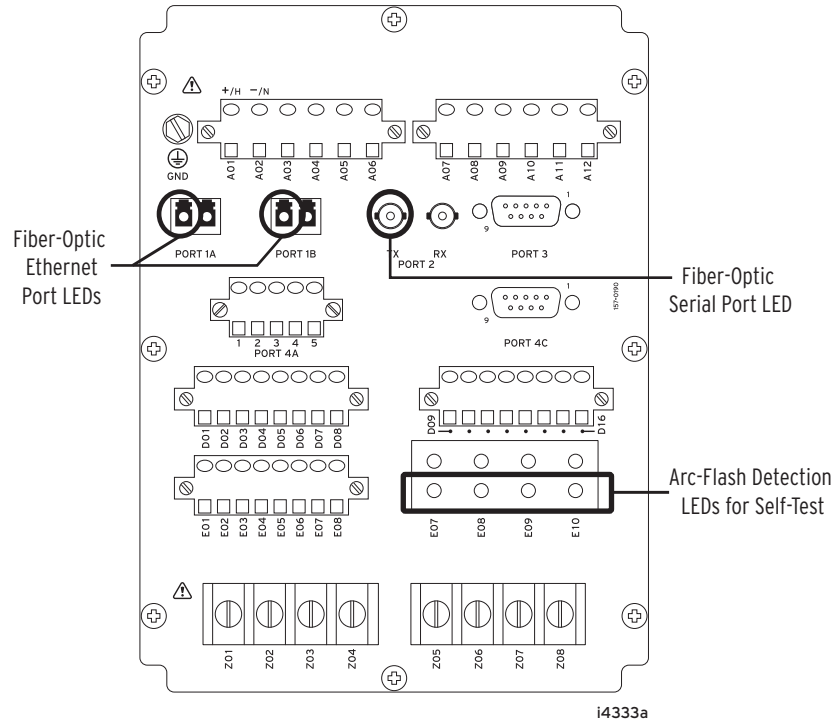 +/H −/N
GND
A01 A02 A03 A04 A05 A06
A07 A08 A09 A10 A11 A12
PORT 1A
PORT 1B
TX
RX
PORT 2
9
1
PORT 3
Fiber-Optic
Ethernet
Port LEDs
Fiber-Optic
Serial Port LED
1 2 3 4 5
PORT 4A
9
1
PORT 4C
157-0190
D01 D02 D03 D04 D05 D06 D07 D08
D09 D16
E01 E02 E03 E04 E05 E06 E07 E08
E07 E08 E09 E10
Arc-Flash Detection
LEDs for Self-Test
Z01 Z02 Z03 Z04
Z05 Z06 Z07 Z08
i4333a